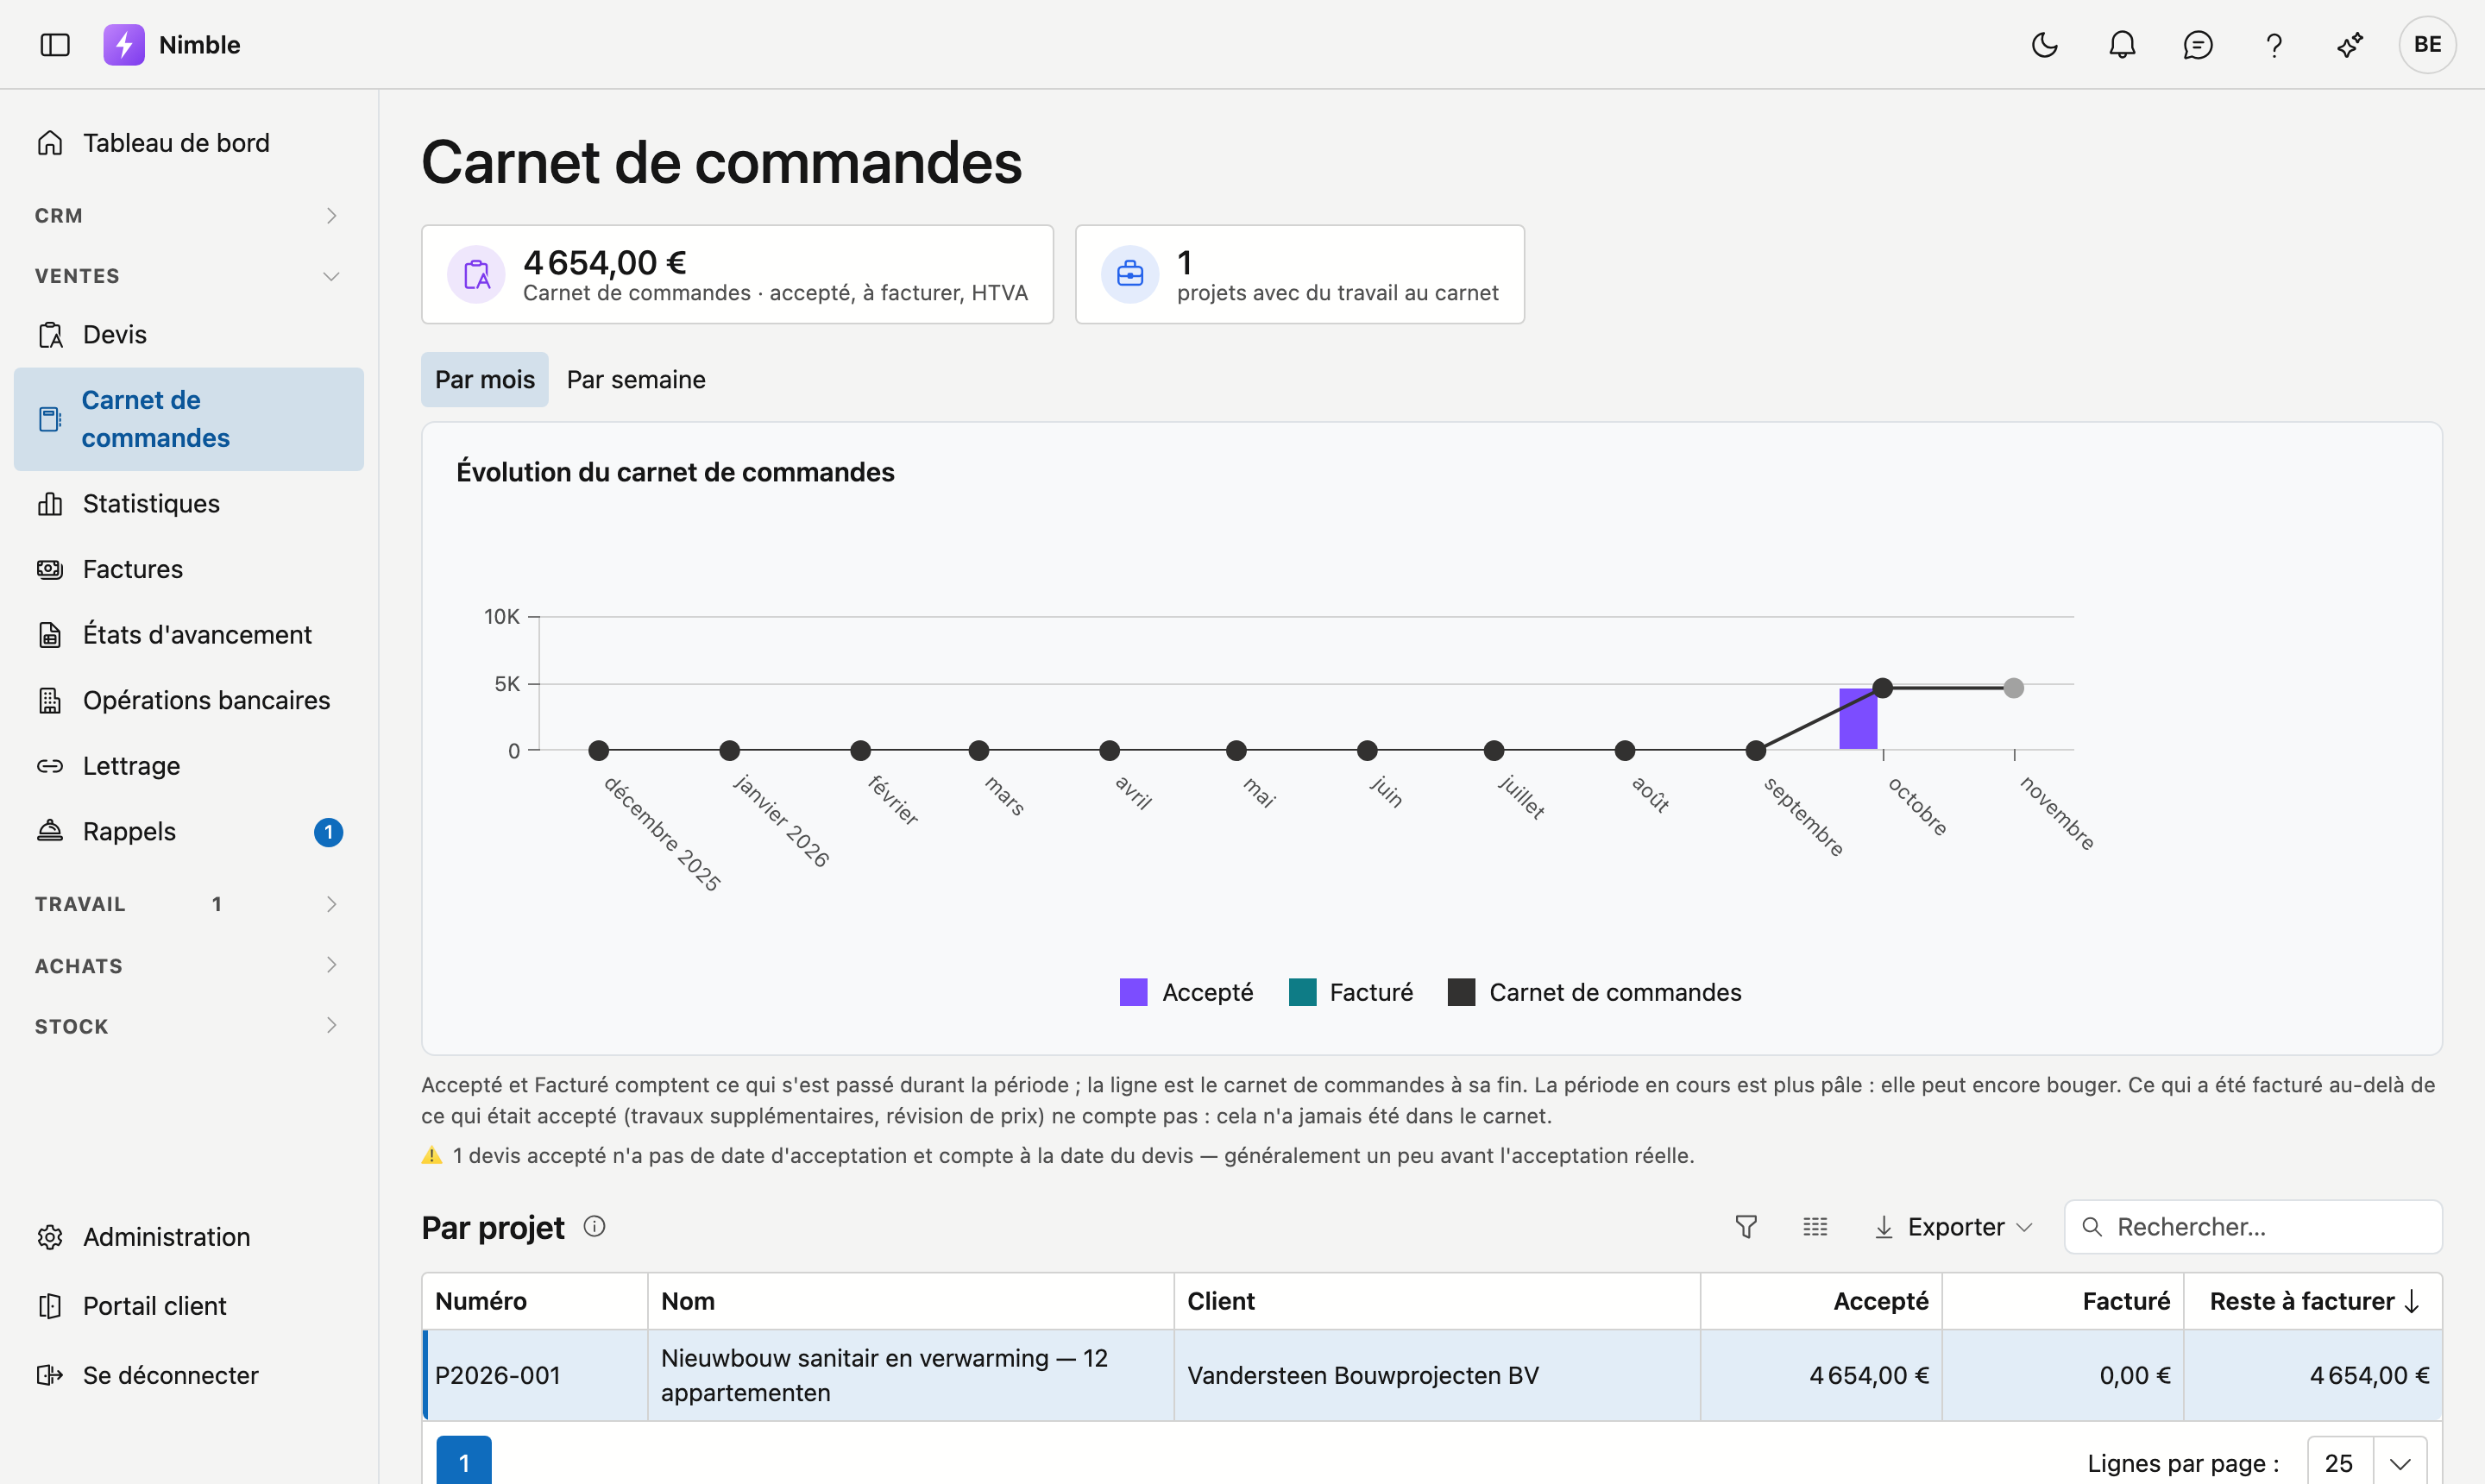 Nimble
BE
Tableau de bord
CRM
VENTES
Devis
Carnet de
commandes
Statistiques
Factures
États d'avancement
Opérations bancaires
Lettrage
Rappels
1
TRAVAIL
1
ACHATS
STOCK
Administration
Portail client
Se déconnecter
Carnet de commandes
4 654,00 €
Carnet de commandes · accepté, à facturer, HTVA
1
projets avec du travail au carnet
Par mois
Par semaine
Évolution du carnet de commandes
10K
5K
0
décembre 2025
janvier 2026
février
mars
avril
mai
juin
juillet
août
septembre
octobre
novembre
Accepté
Facturé
Carnet de commandes
Accepté et Facturé comptent ce qui s'est passé durant la période ; la ligne est le carnet de commandes à sa fin. La période en cours est plus pâle : elle peut encore bouger. Ce qui a été facturé au-delà de
ce qui était accepté (travaux supplémentaires, révision de prix) ne compte pas : cela n'a jamais été dans le carnet.
1 devis accepté n'a pas de date d'acceptation et compte à la date du devis — généralement un peu avant l'acceptation réelle.
Par projet
Exporter
Rechercher...
Numéro
Nom
Client
Accepté
Facturé
Reste à facturer
P2026-001
Nieuwbouw sanitair en verwarming — 12
appartementen
Vandersteen Bouwprojecten BV
4 654,00 €
0,00 €
4 654,00 €
1
Lignes par page :
25